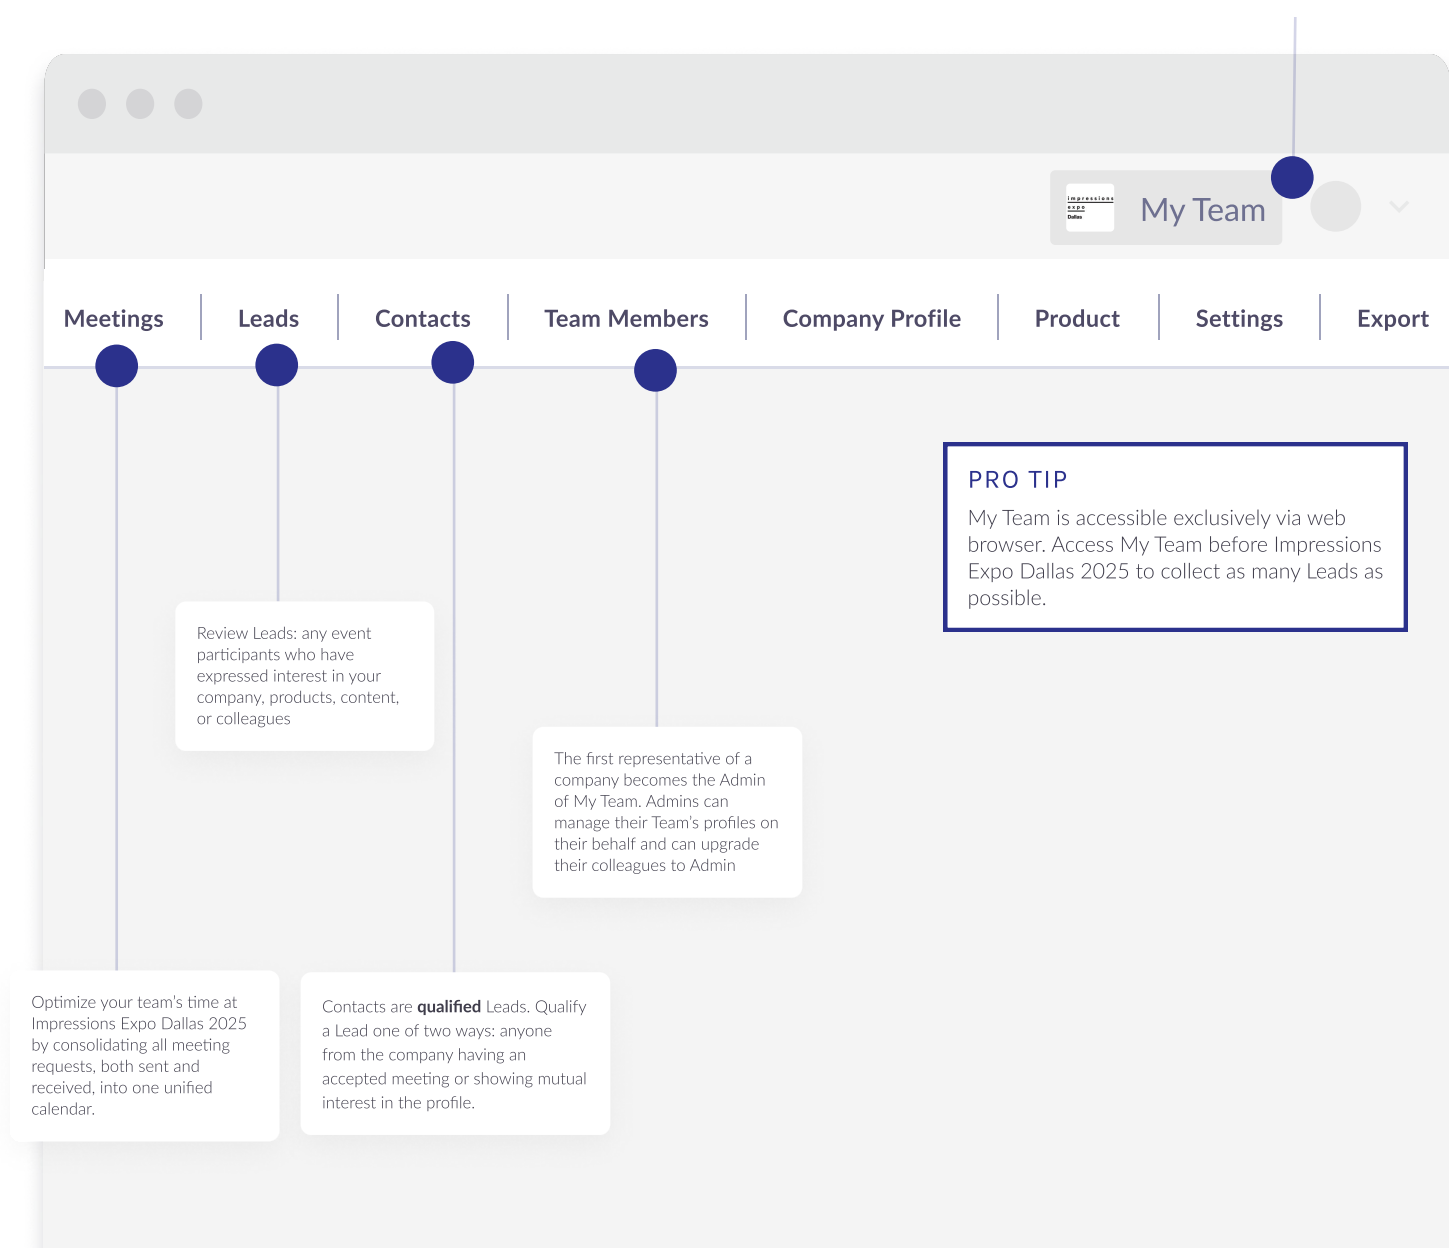 impressions
expo
Dallas
My Team
Meetings
Leads
Contacts
Team Members
Company Profile
Product
Settings
Export
PRO TIP
My Team is accessible exclusively via web
browser. Access My Team before Impressions
Expo Dallas 2025 to collect as many Leads as
possible.
Review Leads: any event
participants who have
expressed interest in your
company, products, content,
or colleagues
The first representative of a
company becomes the Admin
of My Team. Admins can
manage their Team's profiles on
their behalf and can upgrade
their colleagues to Admin
Optimize your team's time at
Impressions Expo Dallas 2025
by consolidating all meeting
requests, both sent and
received, into one unified
calendar.
Contacts are qualified Leads. Qualify
a Lead one of two ways: anyone
from the company having an
accepted meeting or showing mutual
interest in the profile.